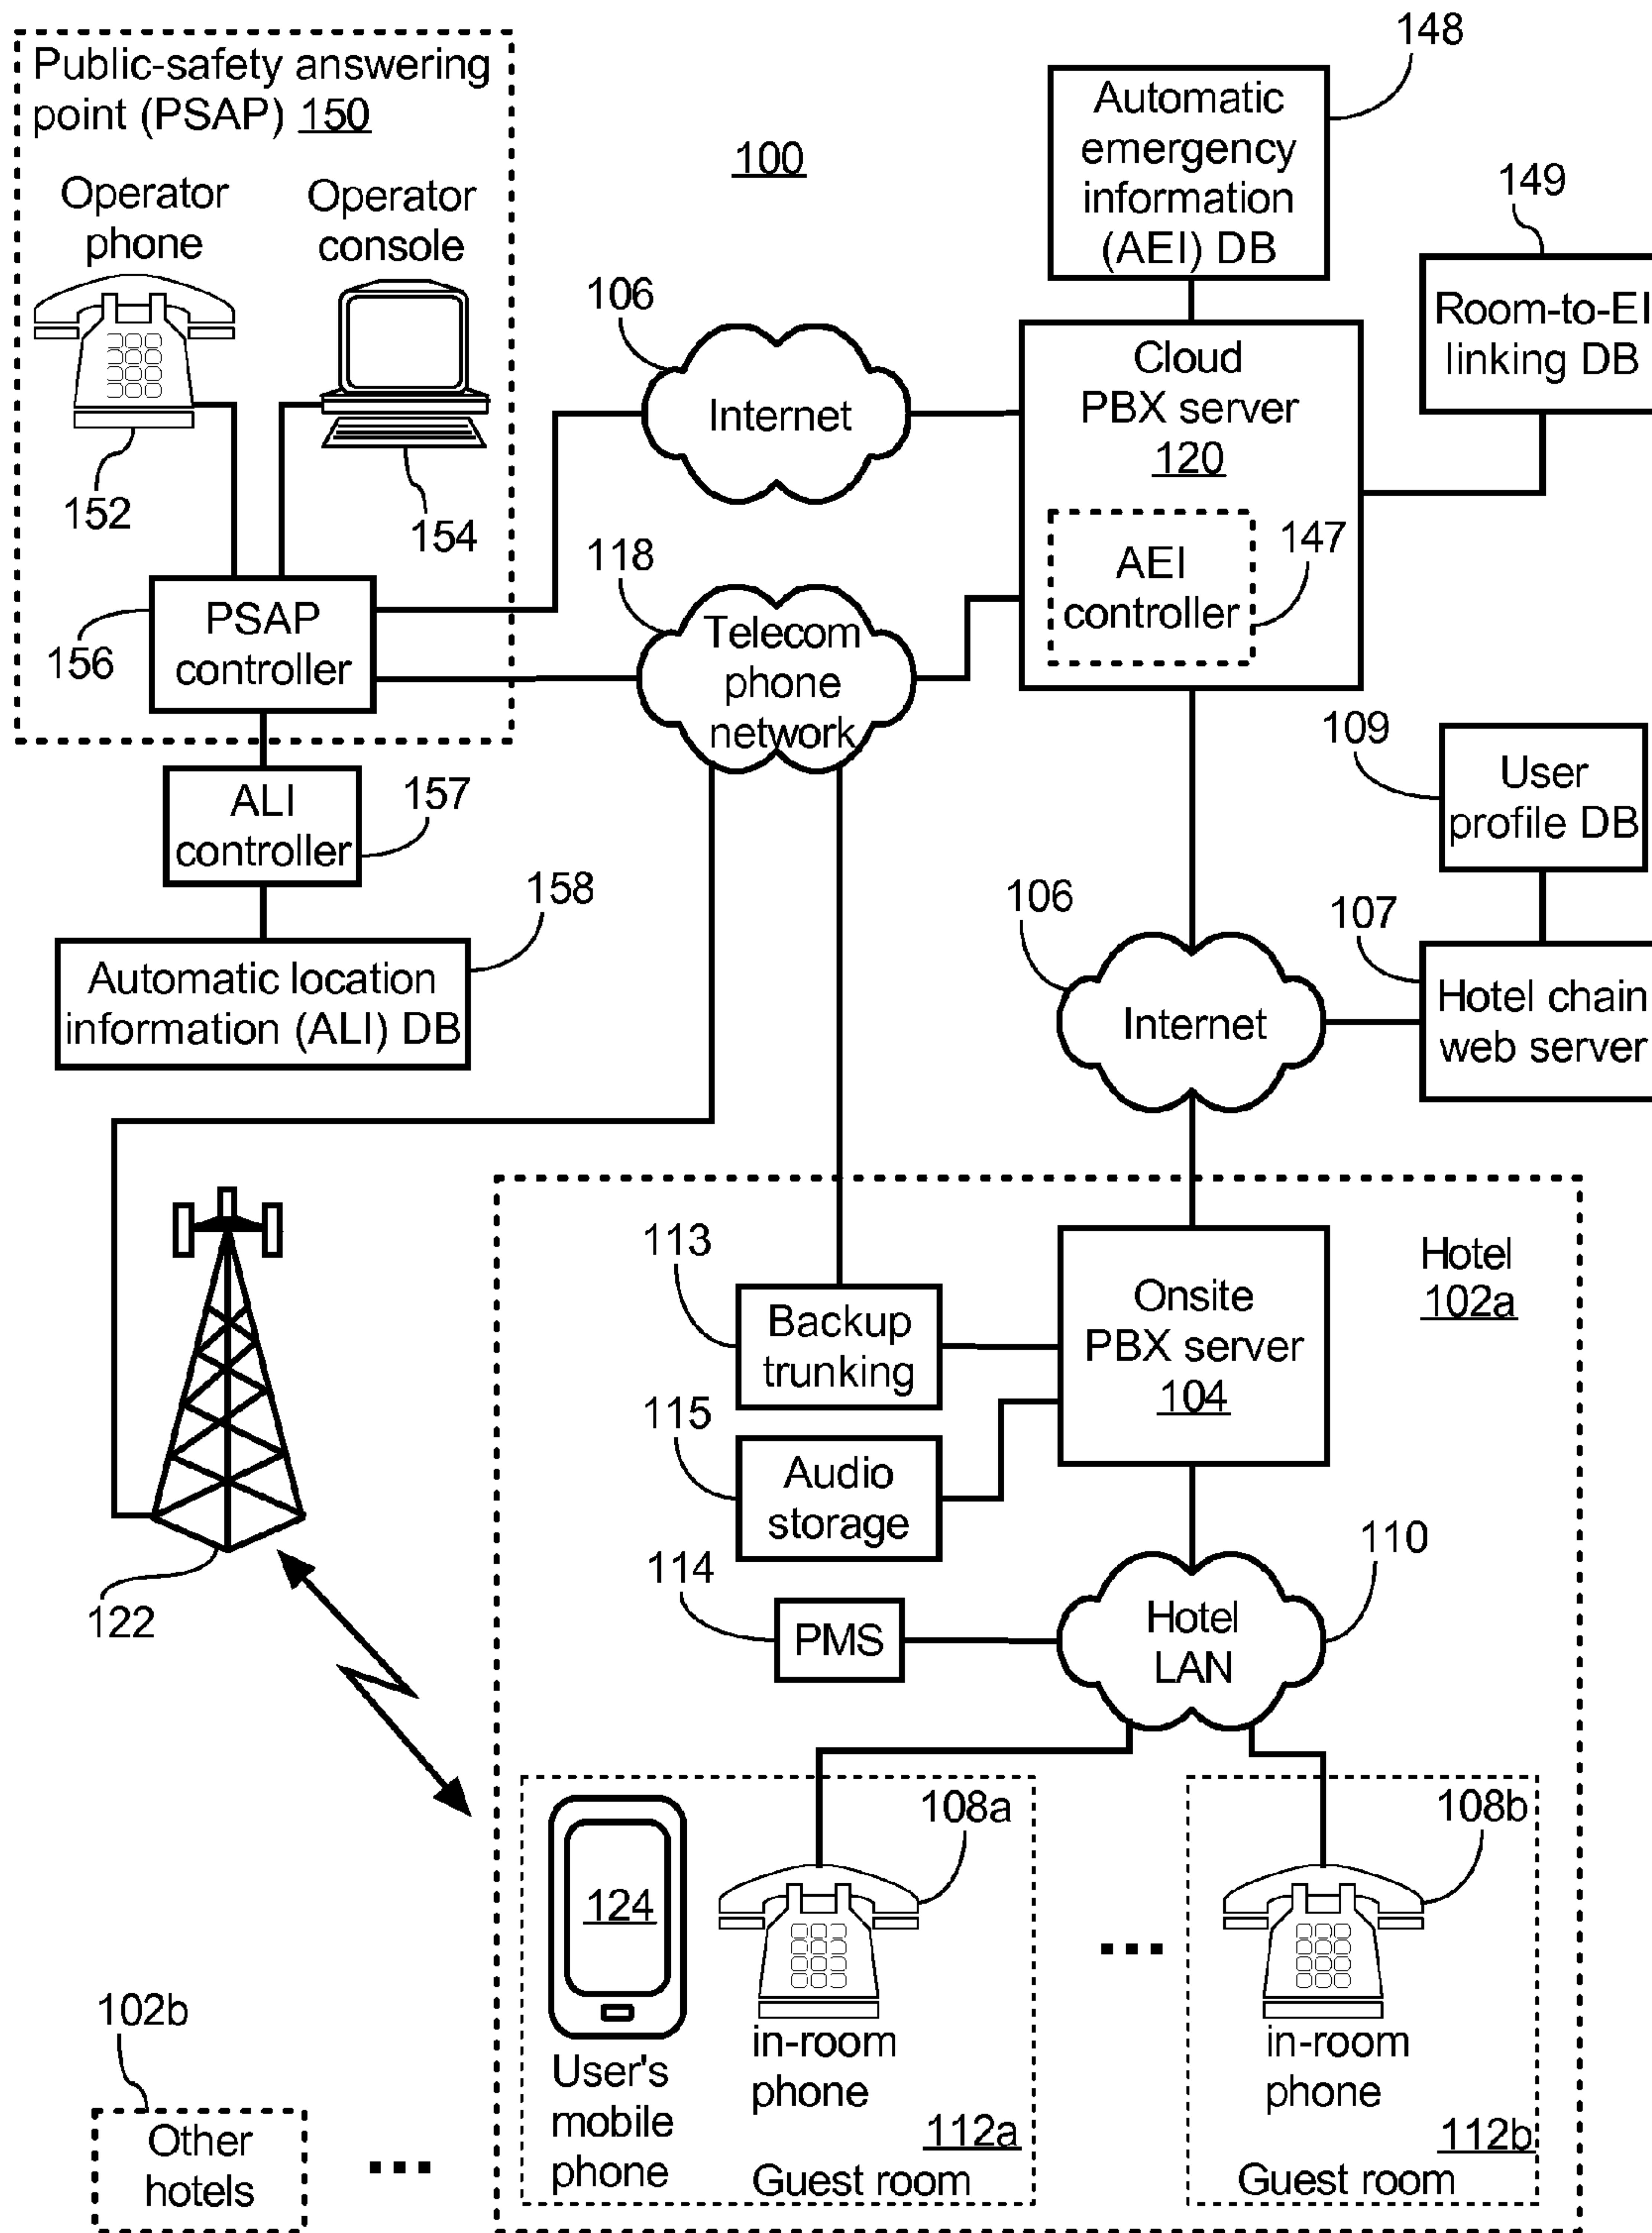 Public-safety answering
point (PSAP) 150
Operator
phone
Operator
console
152
154
PSAP
controller
156
ALI
controller
157
Automatic location
information (ALI) DB
158
100
106
Internet
118
Telecom
phone
network
148
Automatic
emergency
information
(AEI) DB
149
Room-to-EI
linking DB
Cloud
PBX server
120
AEI
controller
147
109
User
profile DB
107
Hotel chain
web server
106
Internet
122
Hotel
102a
113
Backup
trunking
Onsite
PBX server
104
115
Audio
storage
114
PMS
110
Hotel
LAN
108a
124
User's
mobile
phone
in-room
phone
112a
Guest room
...
108b
in-room
phone
112b
Guest room
102b
Other
hotels
...